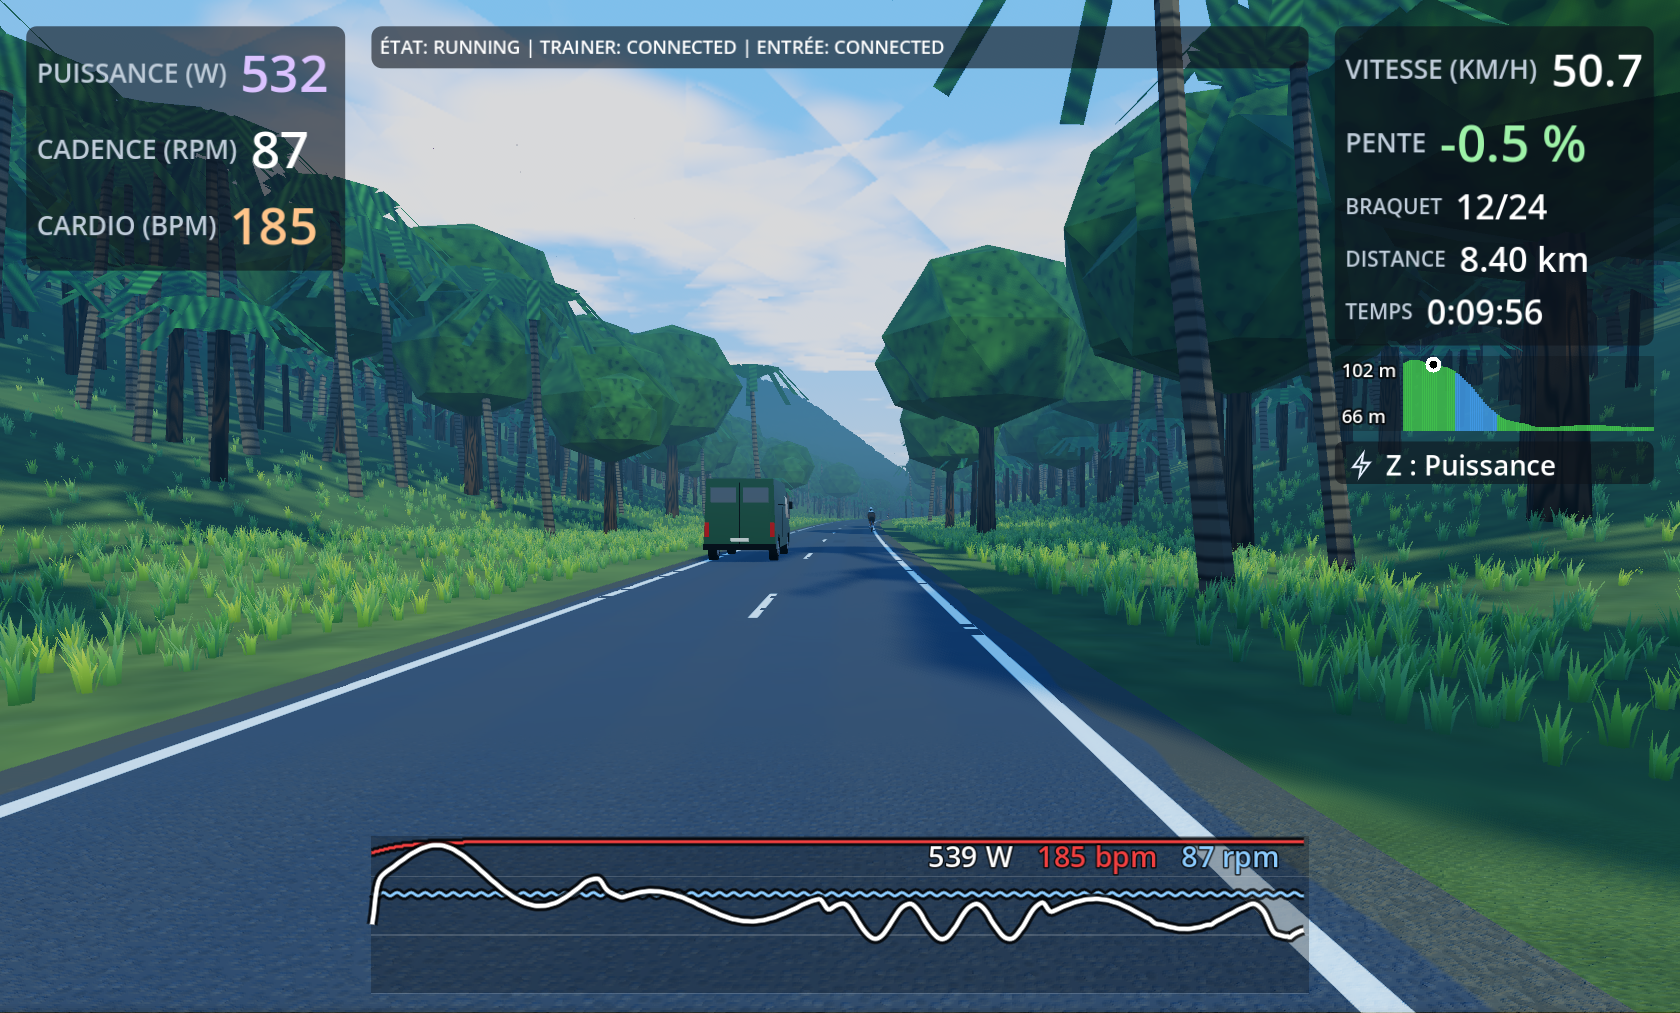 PUISSANCE (W) 532
CADENCE (RPM) 87
CARDIO (BPM) 185
ÉTAT: RUNNING | TRAINER: CONNECTED | ENTRÉE: CONNECTED
VITESSE (KM/H) 50.7
PENTE -0.5 %
BRAQUET 12/24
DISTANCE 8.40 km
TEMPS 0:09:56
102 m
66 m
Z : Puissance
539 W 185 bpm 87 rpm